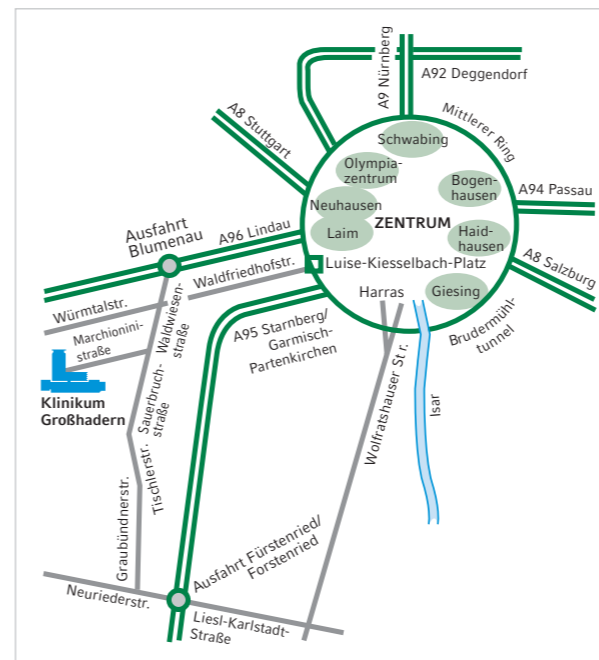 A9 Nürnberg
A92 Deggendorf
A8 Stuttgart
Mittlerer Ring
Schwabing
Olympia-
zentrum
Bogen-
hausen
A94 Passau
Neuhausen
ZENTRUM
Laim
Haid-
hausen
Ausfahrt
Blumenau
A96 Lindau
Luise-Kiesselbach-Platz
A8 Salzburg
Waldfriedhofstr.
Harras
Giesing
Würmtalstr.
Marchionini-
straße
Waldwiesen-
straße
A95 Starnberg/
Garmisch-
Partenkirchen
Brudermühl-
tunnel
Klinikum
Großhadern
Sauerbruch-
straße
Wolfratshauser Str.
Isar
Tischlerstr.
Graubündnerstr.
Ausfahrt Fürstenried/
Forstenried
Neuriederstr.
Liesl-Karlstadt-
Straße